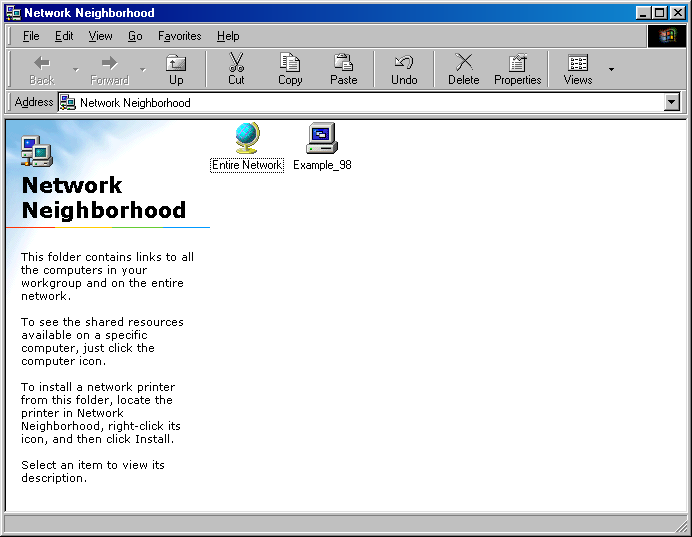 Network Neighborhood
File Edit View Go Favorites Help
Back Forward Up Cut Copy Paste Undo Delete Properties Views
Address Network Neighborhood
Entire Network Example_98
Network
Neighborhood
This folder contains links to all
the computers in your
workgroup and on the entire
network.
To see the shared resources
available on a specific
computer, just click the
computer icon.
To install a network printer
from this folder, locate the
printer in Network
Neighborhood, right-click its
icon, and then click Install.
Select an item to view its
description.